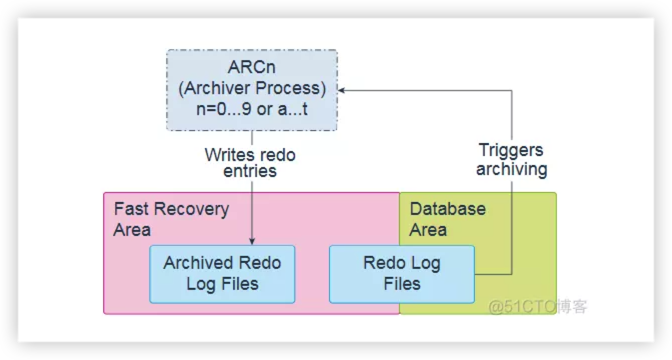 ARCn
(Archiver Process)
n=0...9 or a...t
Writes redo
entries
Triggers
archiving
Fast Recovery
Area
Database
Area
Archived Redo
Log Files
Redo Log
Files
@51CTO博客